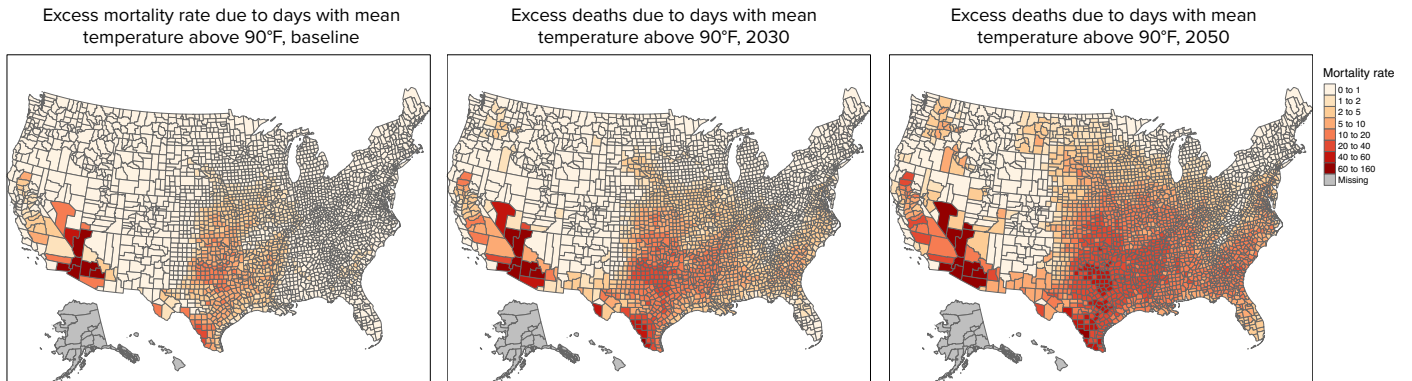 Excess mortality rate due to days with mean
temperature above 90°F, baseline
Excess deaths due to days with mean
temperature above 90°F, 2030
Excess deaths due to days with mean
temperature above 90°F, 2050
Mortality rate
0 to 1
1 to 2
2 to 5
5 to 10
10 to 20
20 to 40
40 to 60
60 to 160
Missing